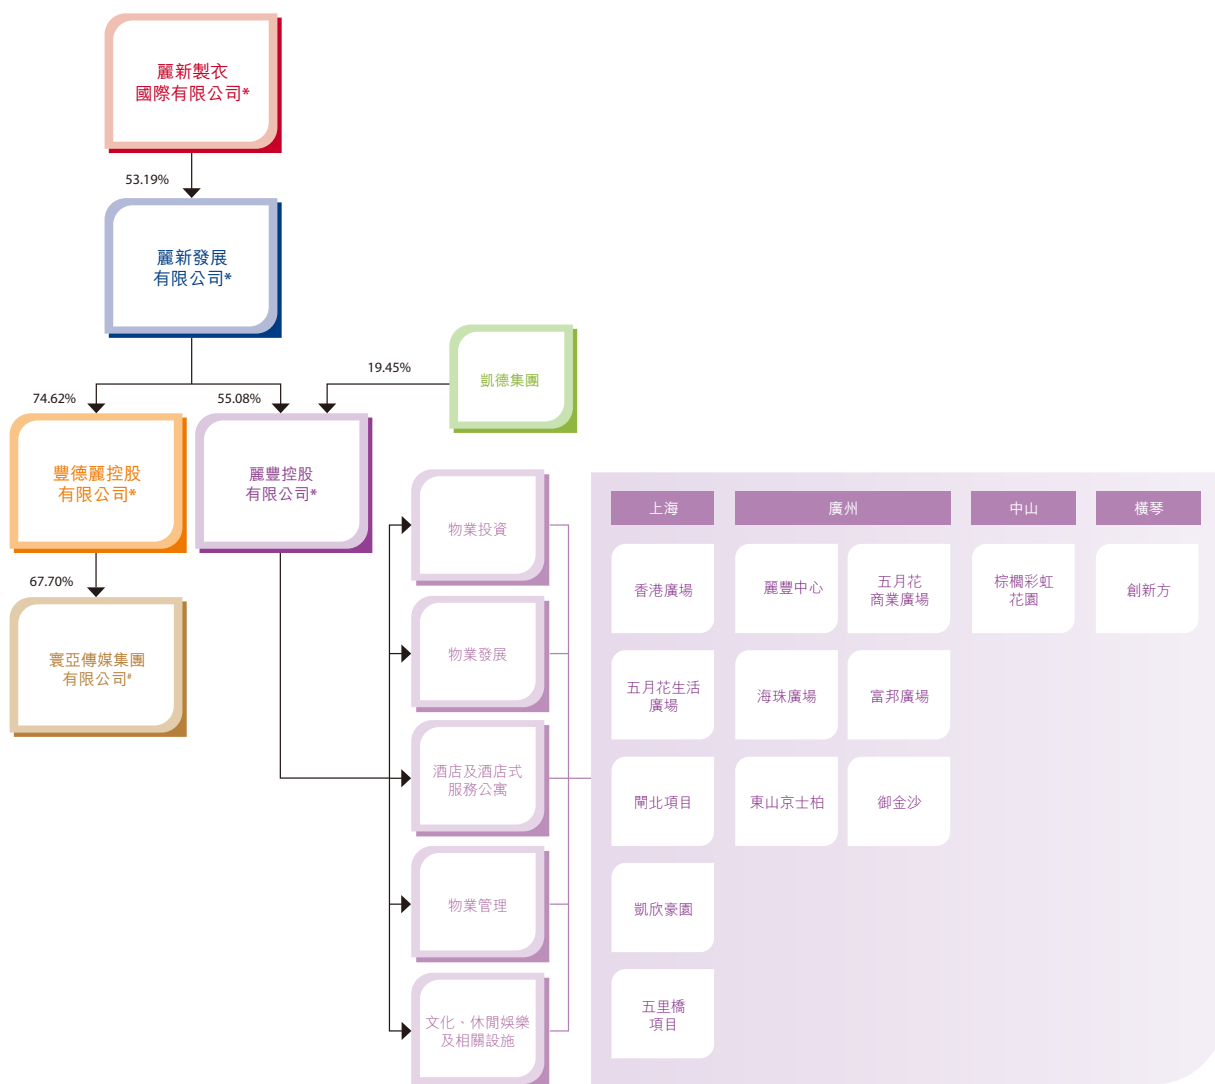 麗新製衣
國際有限公司*
53.19%
麗新發展
有限公司*
74.62%
55.08%
19.45%
凱德集團
豐德麗控股
有限公司*
麗豐控股
有限公司*
67.70%
寰亞傳媒集團
有限公司#
物業投資
物業發展
酒店及酒店式
服務公寓
物業管理
文化、休閒娛樂
及相關設施
上海
香港廣場
五月花生活
廣場
閘北項目
凱欣豪園
五里橋
項目
廣州
麗豐中心
五月花
商業廣場
海珠廣場
富邦廣場
東山京士柏
御金沙
中山
棕櫚彩虹
花園
橫琴
創新方